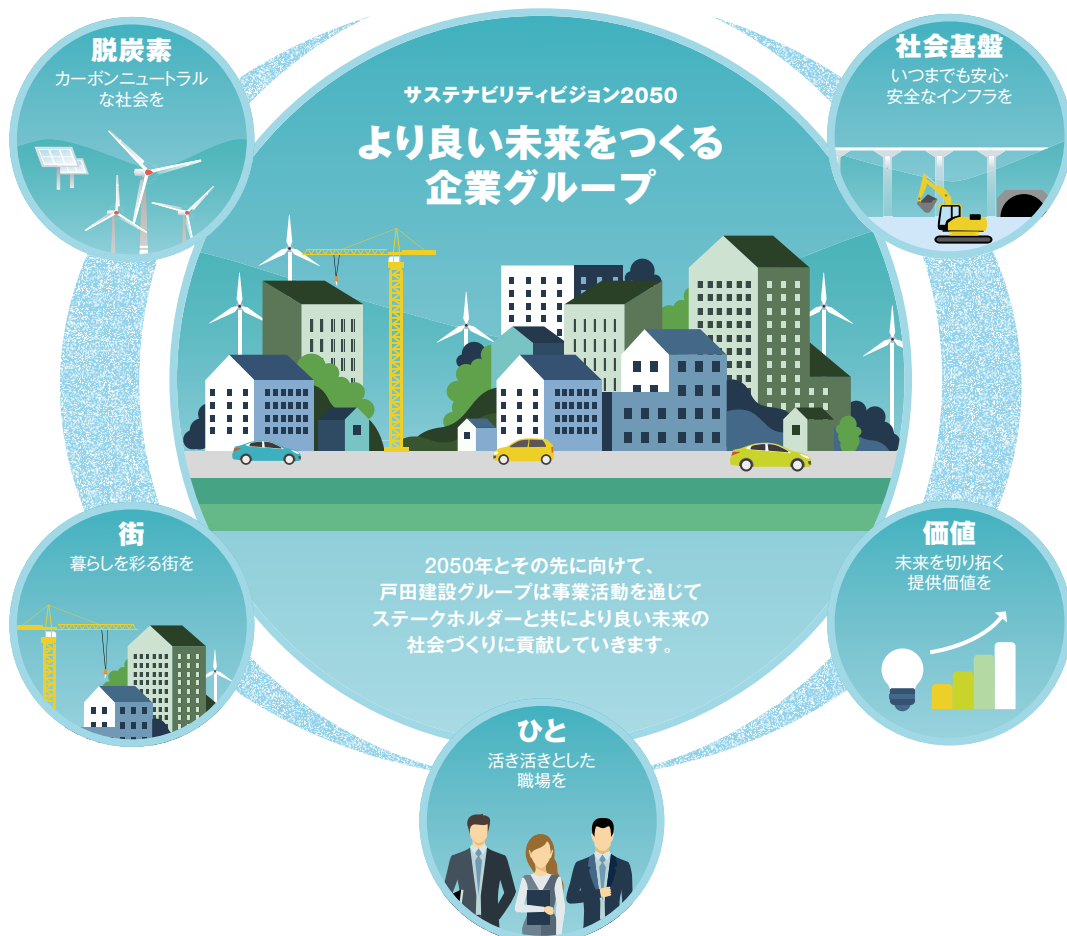 サステナビリティビジョン2050
より良い未来をつくる
企業グループ
脱炭素
カーボンニュートラル
な社会を
社会基盤
いつまでも安心・
安全なインフラを
街
暮らしを彩る街を
価値
未来を切り拓く
提供価値を
2050年とその先に向けて、
戸田建設グループは事業活動を通じて
ステークホルダーと共により良い未来の
社会づくりに貢献していきます。
ひと
活き活きとした
職場を